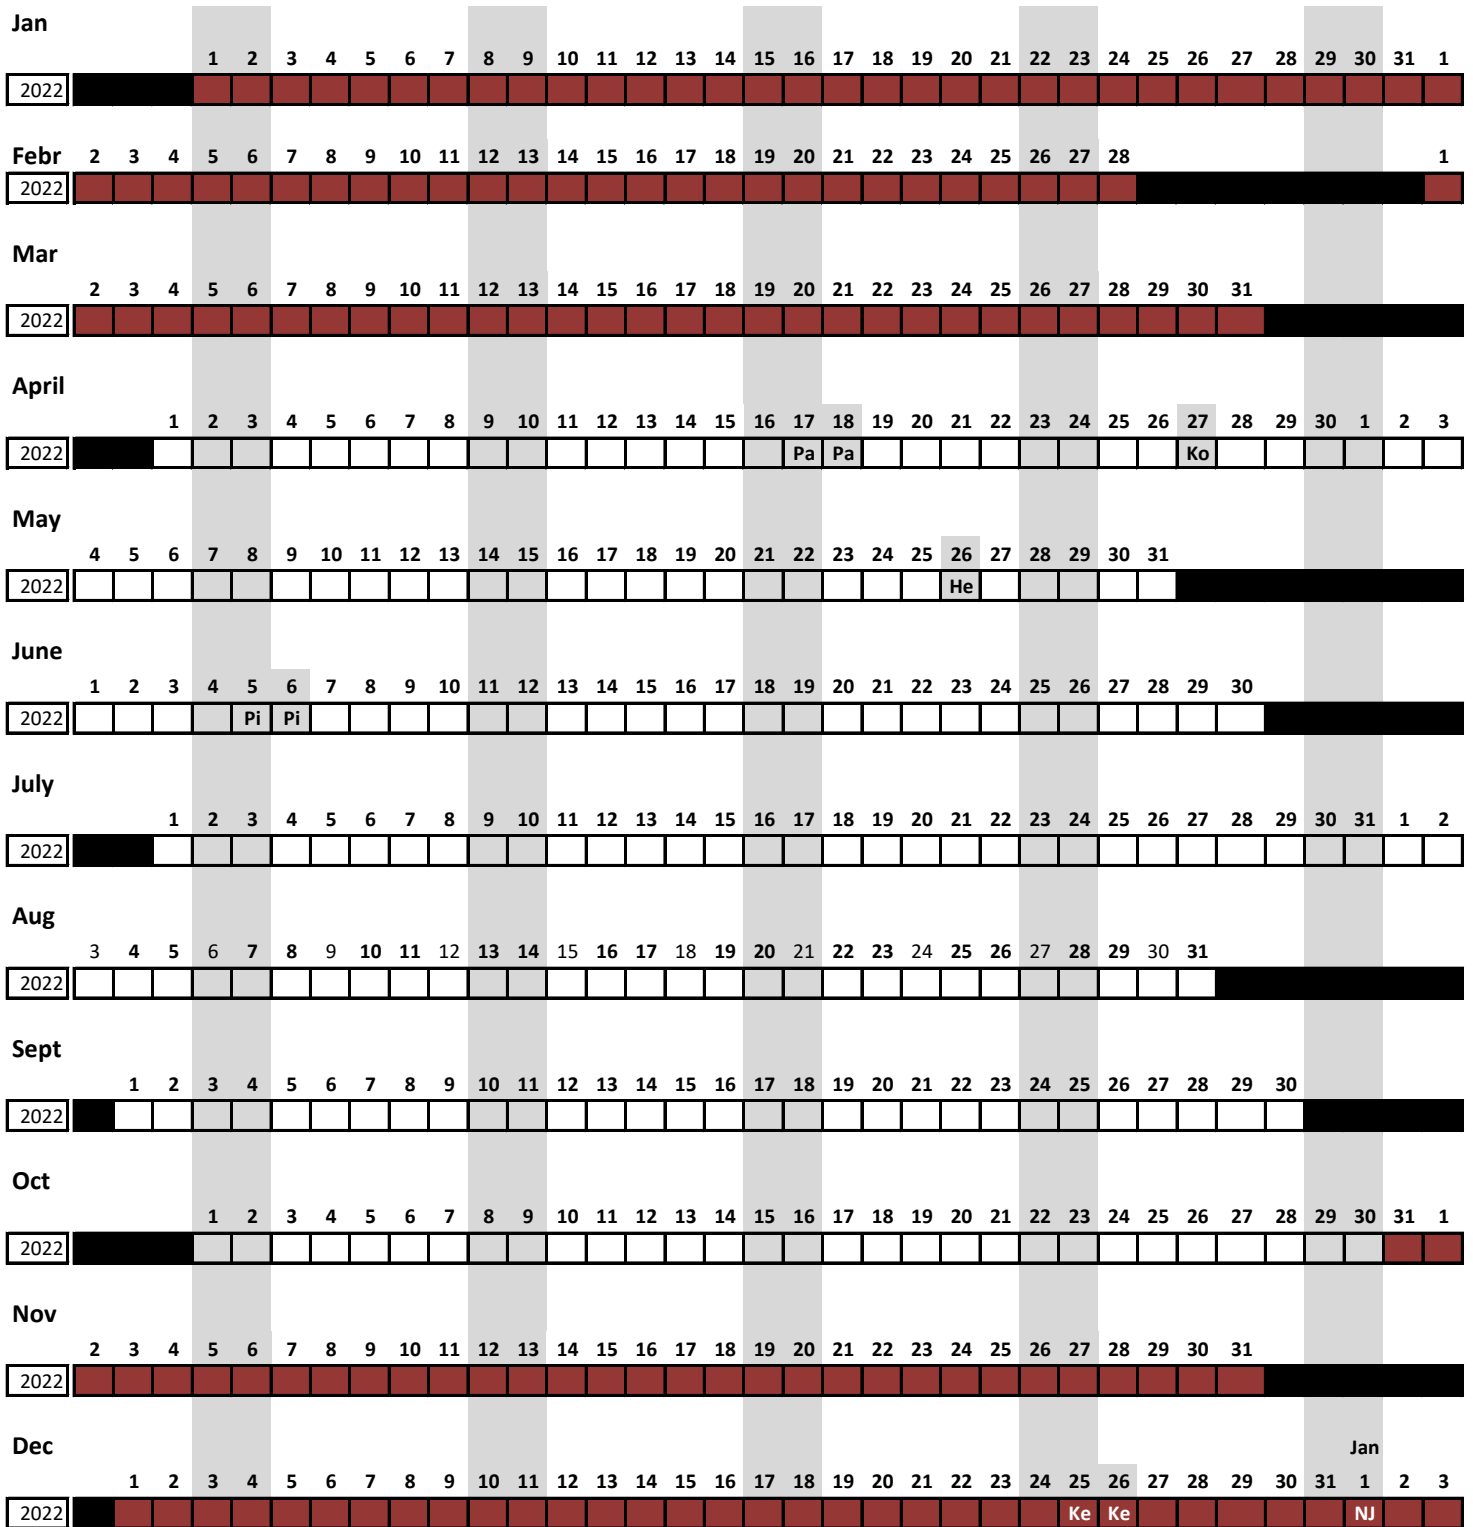 Jan
1 2 3 4 5 6 7 8 9 10 11 12 13 14 15 16 17 18 19 20 21 22 23 24 25 26 27 28 29 30 31 1
2022
Febr 2 3 4 5 6 7 8 9 10 11 12 13 14 15 16 17 18 19 20 21 22 23 24 25 26 27 28 1
2022
Mar
2 3 4 5 6 7 8 9 10 11 12 13 14 15 16 17 18 19 20 21 22 23 24 25 26 27 28 29 30 31
2022
April
1 2 3 4 5 6 7 8 9 10 11 12 13 14 15 16 17 18 19 20 21 22 23 24 25 26 27 28 29 30 1 2 3
2022 Pa Pa Ko
May
4 5 6 7 8 9 10 11 12 13 14 15 16 17 18 19 20 21 22 23 24 25 26 27 28 29 30 31
2022 He
June
1 2 3 4 5 6 7 8 9 10 11 12 13 14 15 16 17 18 19 20 21 22 23 24 25 26 27 28 29 30
2022 Pi Pi
July
1 2 3 4 5 6 7 8 9 10 11 12 13 14 15 16 17 18 19 20 21 22 23 24 25 26 27 28 29 30 31 1 2
2022
Aug
3 4 5 6 7 8 9 10 11 12 13 14 15 16 17 18 19 20 21 22 23 24 25 26 27 28 29 30 31
2022
Sept
1 2 3 4 5 6 7 8 9 10 11 12 13 14 15 16 17 18 19 20 21 22 23 24 25 26 27 28 29 30
2022
Oct
1 2 3 4 5 6 7 8 9 10 11 12 13 14 15 16 17 18 19 20 21 22 23 24 25 26 27 28 29 30 31 1
2022
Nov
2 3 4 5 6 7 8 9 10 11 12 13 14 15 16 17 18 19 20 21 22 23 24 25 26 27 28 29 30 31
2022
Dec Jan
1 2 3 4 5 6 7 8 9 10 11 12 13 14 15 16 17 18 19 20 21 22 23 24 25 26 27 28 29 30 31 1 2 3
2022 Ke Ke NJ